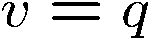 v = q